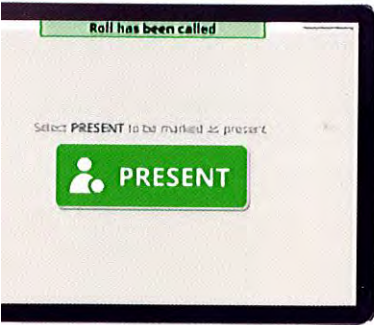 Roll has been called
Select PRESENT to be marked as present
PRESENT